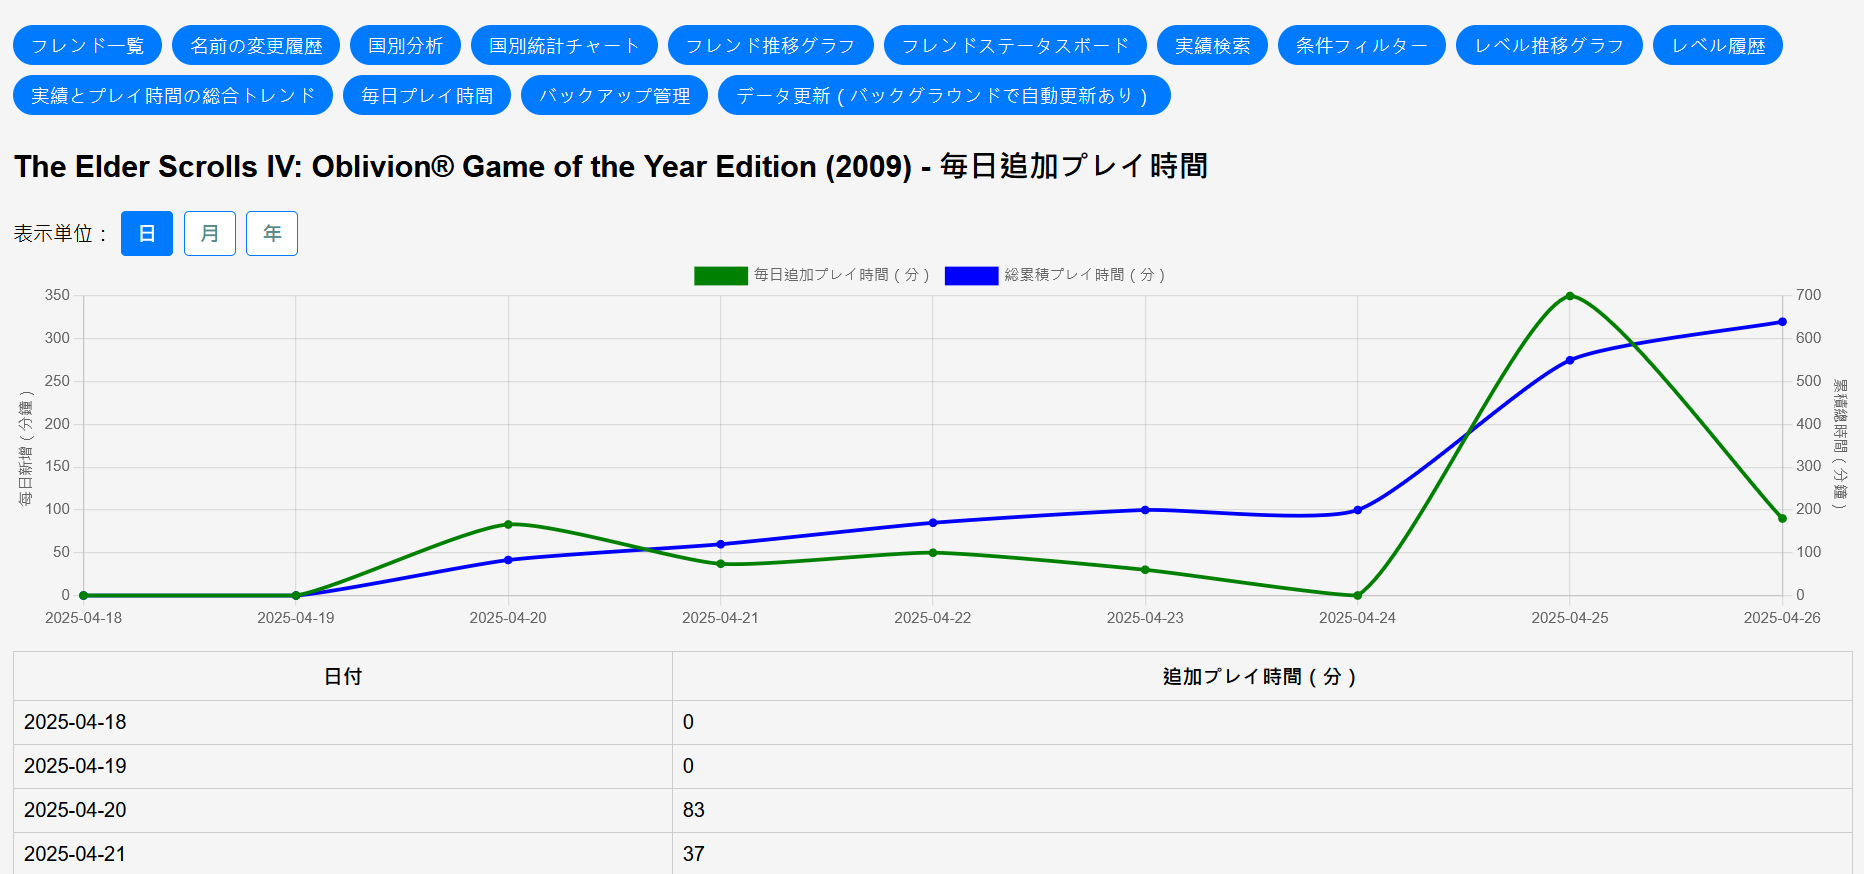 フレンド一覧 名前の変更履歴 国別分析 国別統計チャート フレンド推移グラフ フレンドステータスボード 実績検索 条件フィルター レベル推移グラフ レベル履歴
実績とプレイ時間の総合トレンド 毎日プレイ時間 バックアップ管理 データ更新（バックグラウンドで自動更新あり）
The Elder Scrolls IV: Oblivion® Game of the Year Edition (2009) - 毎日追加プレイ時間
表示単位： 日 月 年
毎日追加プレイ時間（分） 総累積プレイ時間（分）
350 700
300 600
250 500
200 400
150 300
100 200
50 100
0 0
每日新增（分鐘）
累積總時間（分鐘）
2025-04-18 2025-04-19 2025-04-20 2025-04-21 2025-04-22 2025-04-23 2025-04-24 2025-04-25 2025-04-26
日付 追加プレイ時間（分）
2025-04-18 0
2025-04-19 0
2025-04-20 83
2025-04-21 37